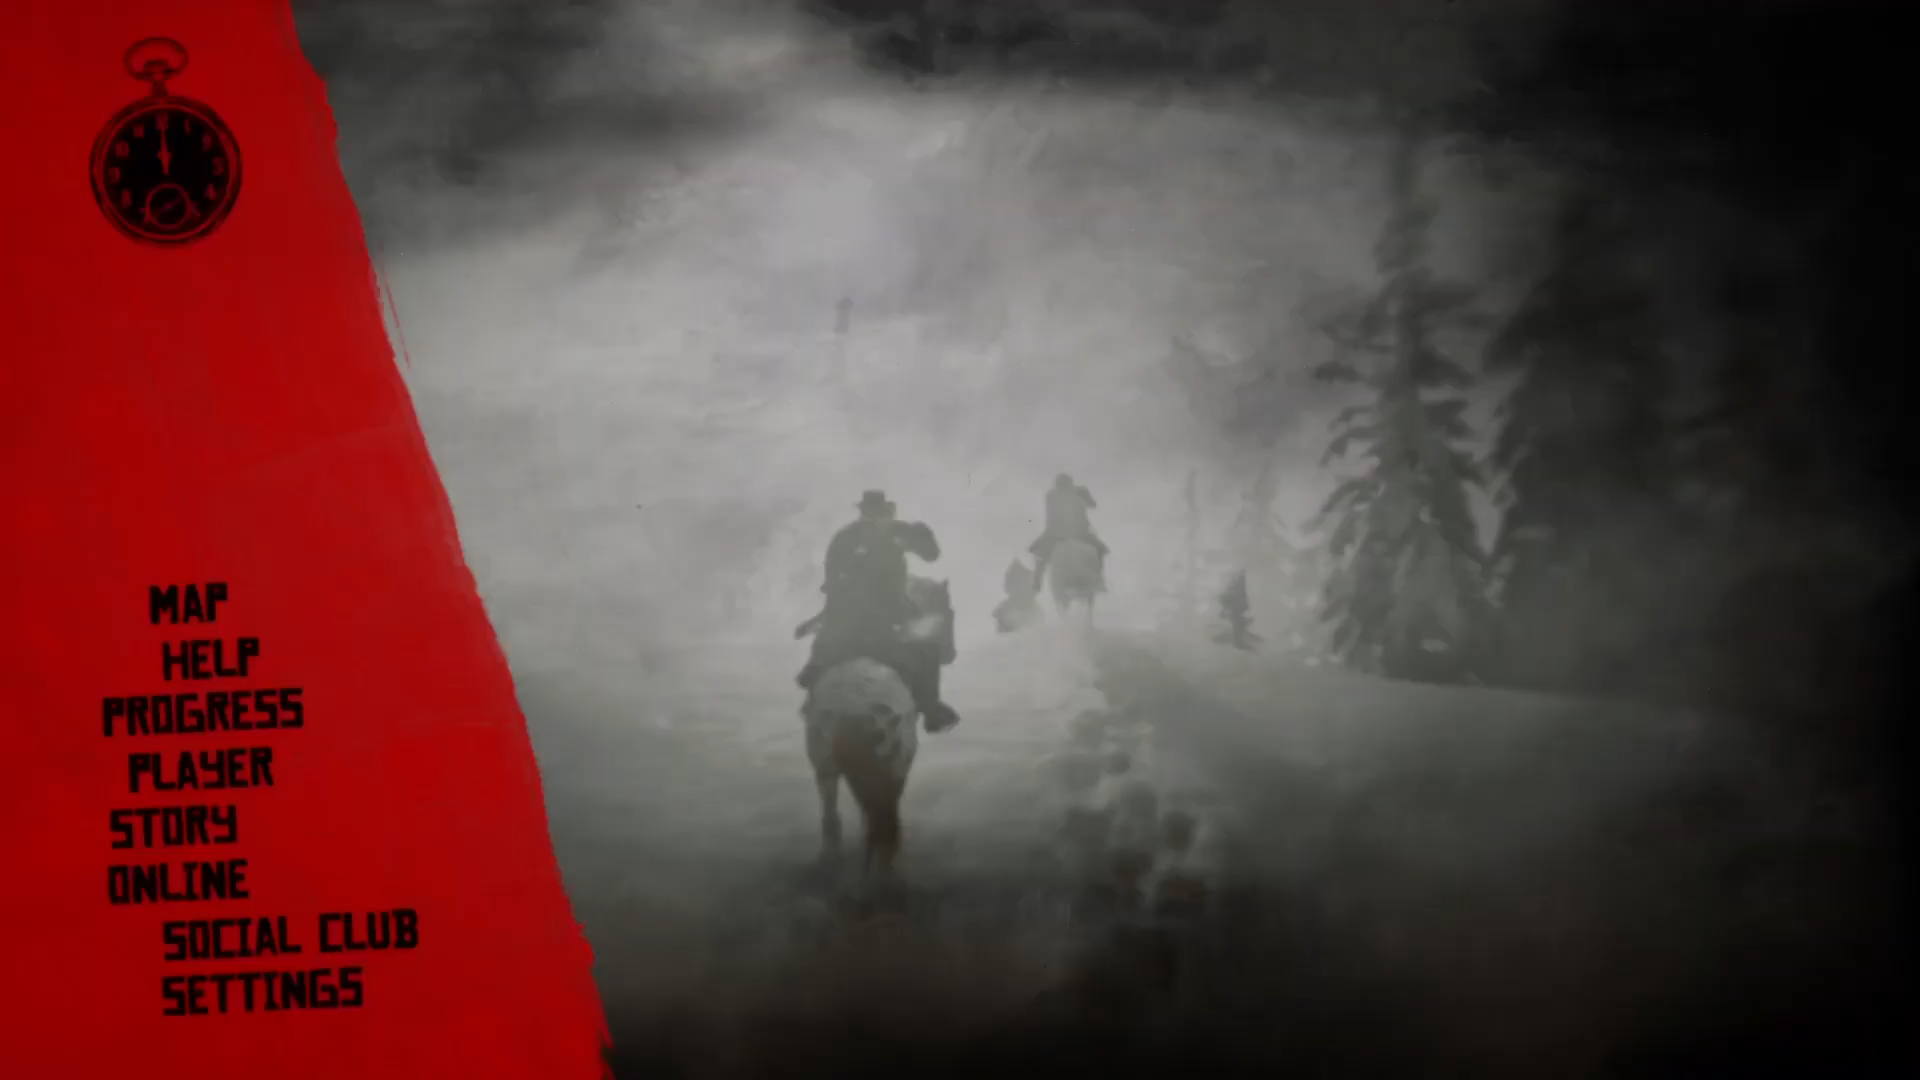 MAP
HELP
PROGRESS
PLAYER
STORY
ONLINE
SOCIAL CLUB
SETTINGS